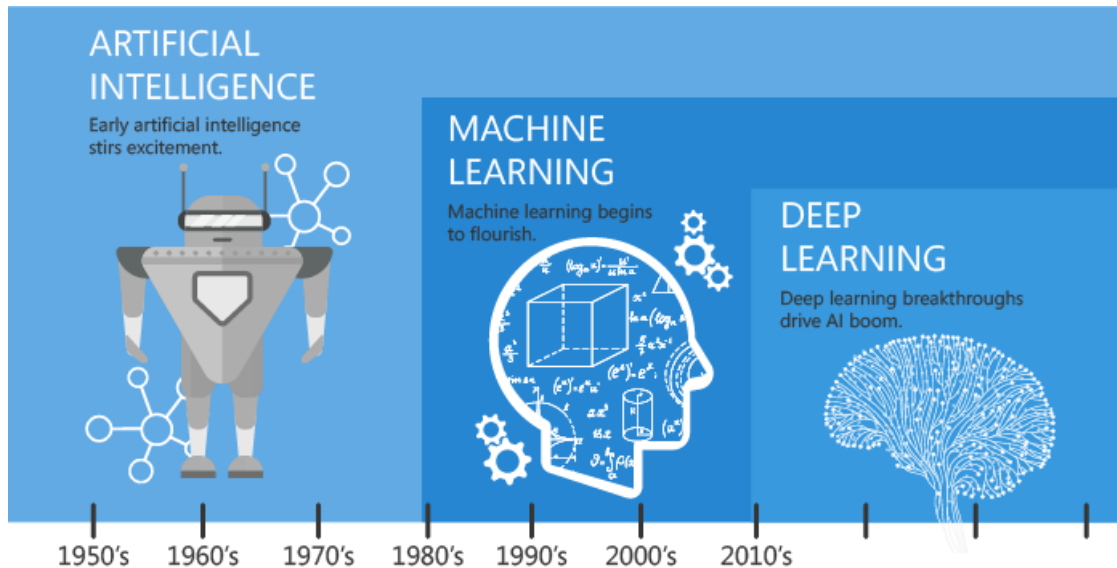 ARTIFICIAL
INTELLIGENCE
Early artificial intelligence
stirs excitement.
MACHINE
LEARNING
Machine learning begins
to flourish.
DEEP
LEARNING
Deep learning breakthroughs
drive AI boom.
1950's 1960's 1970's 1980's 1990's 2000's 2010's